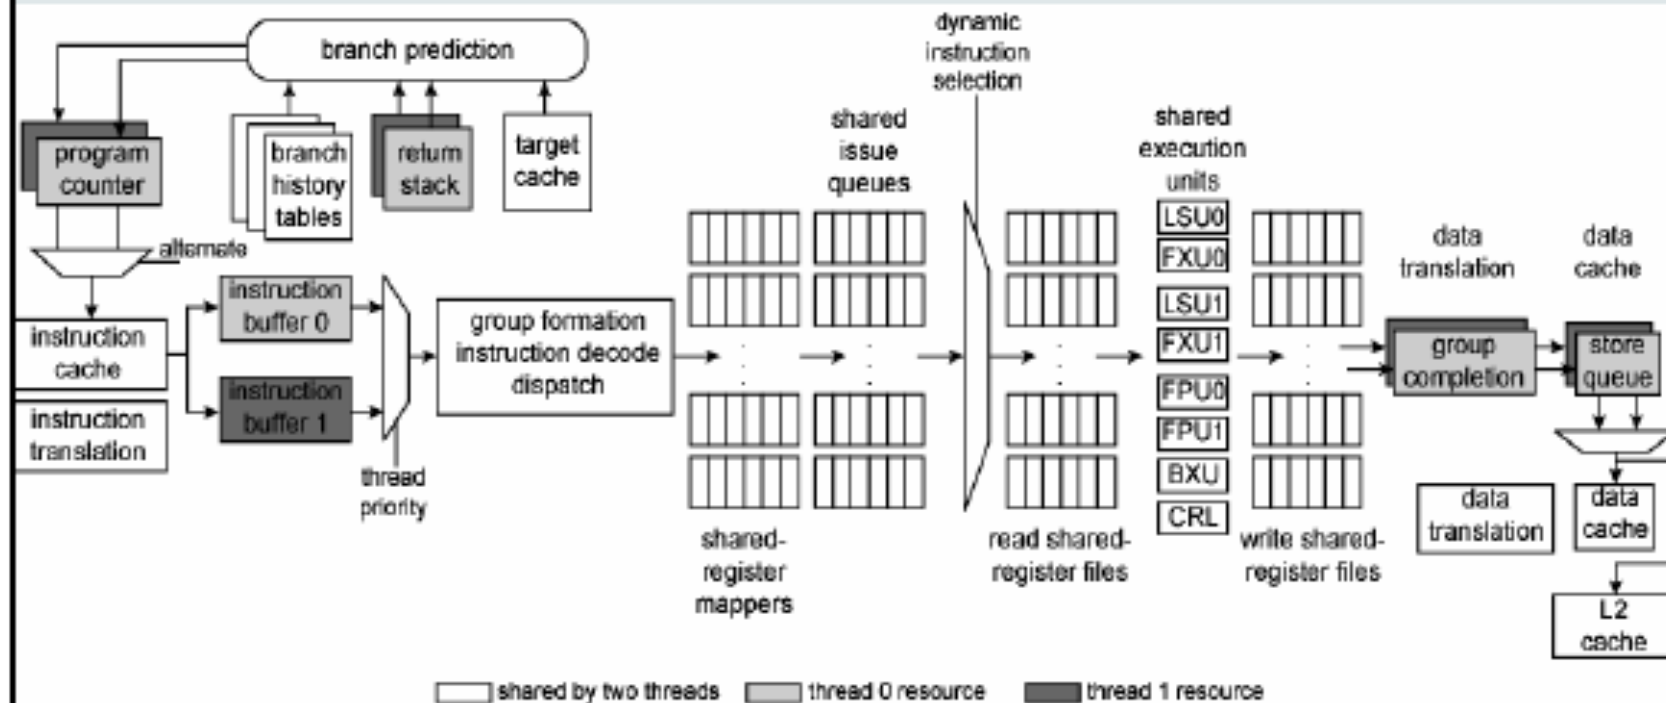 branch prediction
program
counter
branch
history
tables
return
stack
target
cache
alternate
instruction
cache
instruction
translation
instruction
buffer 0
instruction
buffer 1
thread
priority
group formation
instruction decode
dispatch
shared-
register
mappers
shared
issue
queues
dynamic
instruction
selection
read shared-
register files
shared
execution
units
LSU0
FXU0
LSU1
FXU1
FPU0
FPU1
BXU
CRL
write shared-
register files
data
translation
group
completion
data
cache
store
queue
data
translation
data
cache
L2
cache
shared by two threads
thread 0 resource
thread 1 resource